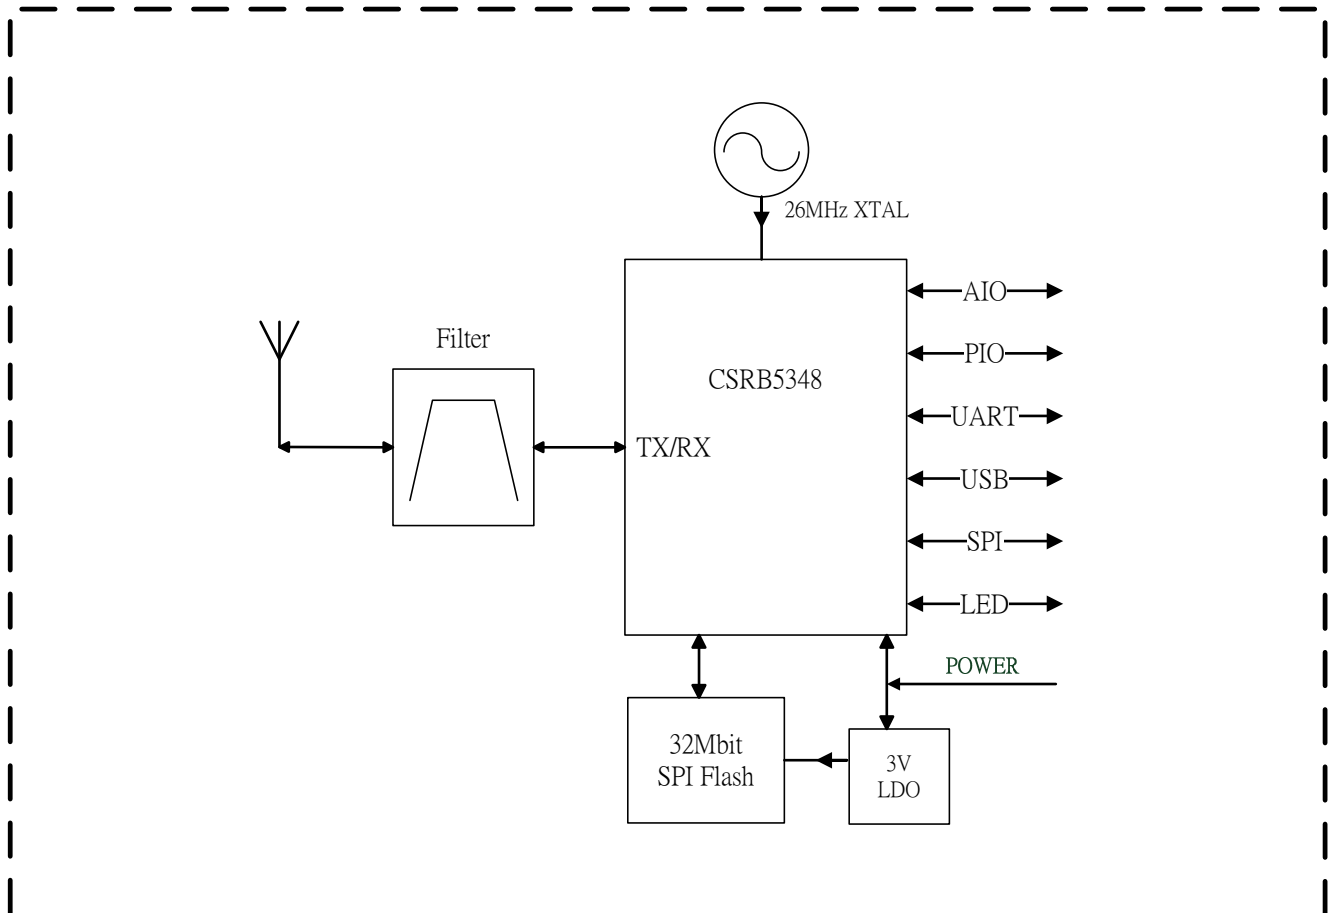 26MHz XTAL
AIO
Filter
PIO
CSRB5348
UART
TX/RX
USB
SPI
LED
POWER
32Mbit
SPI Flash
3V
LDO